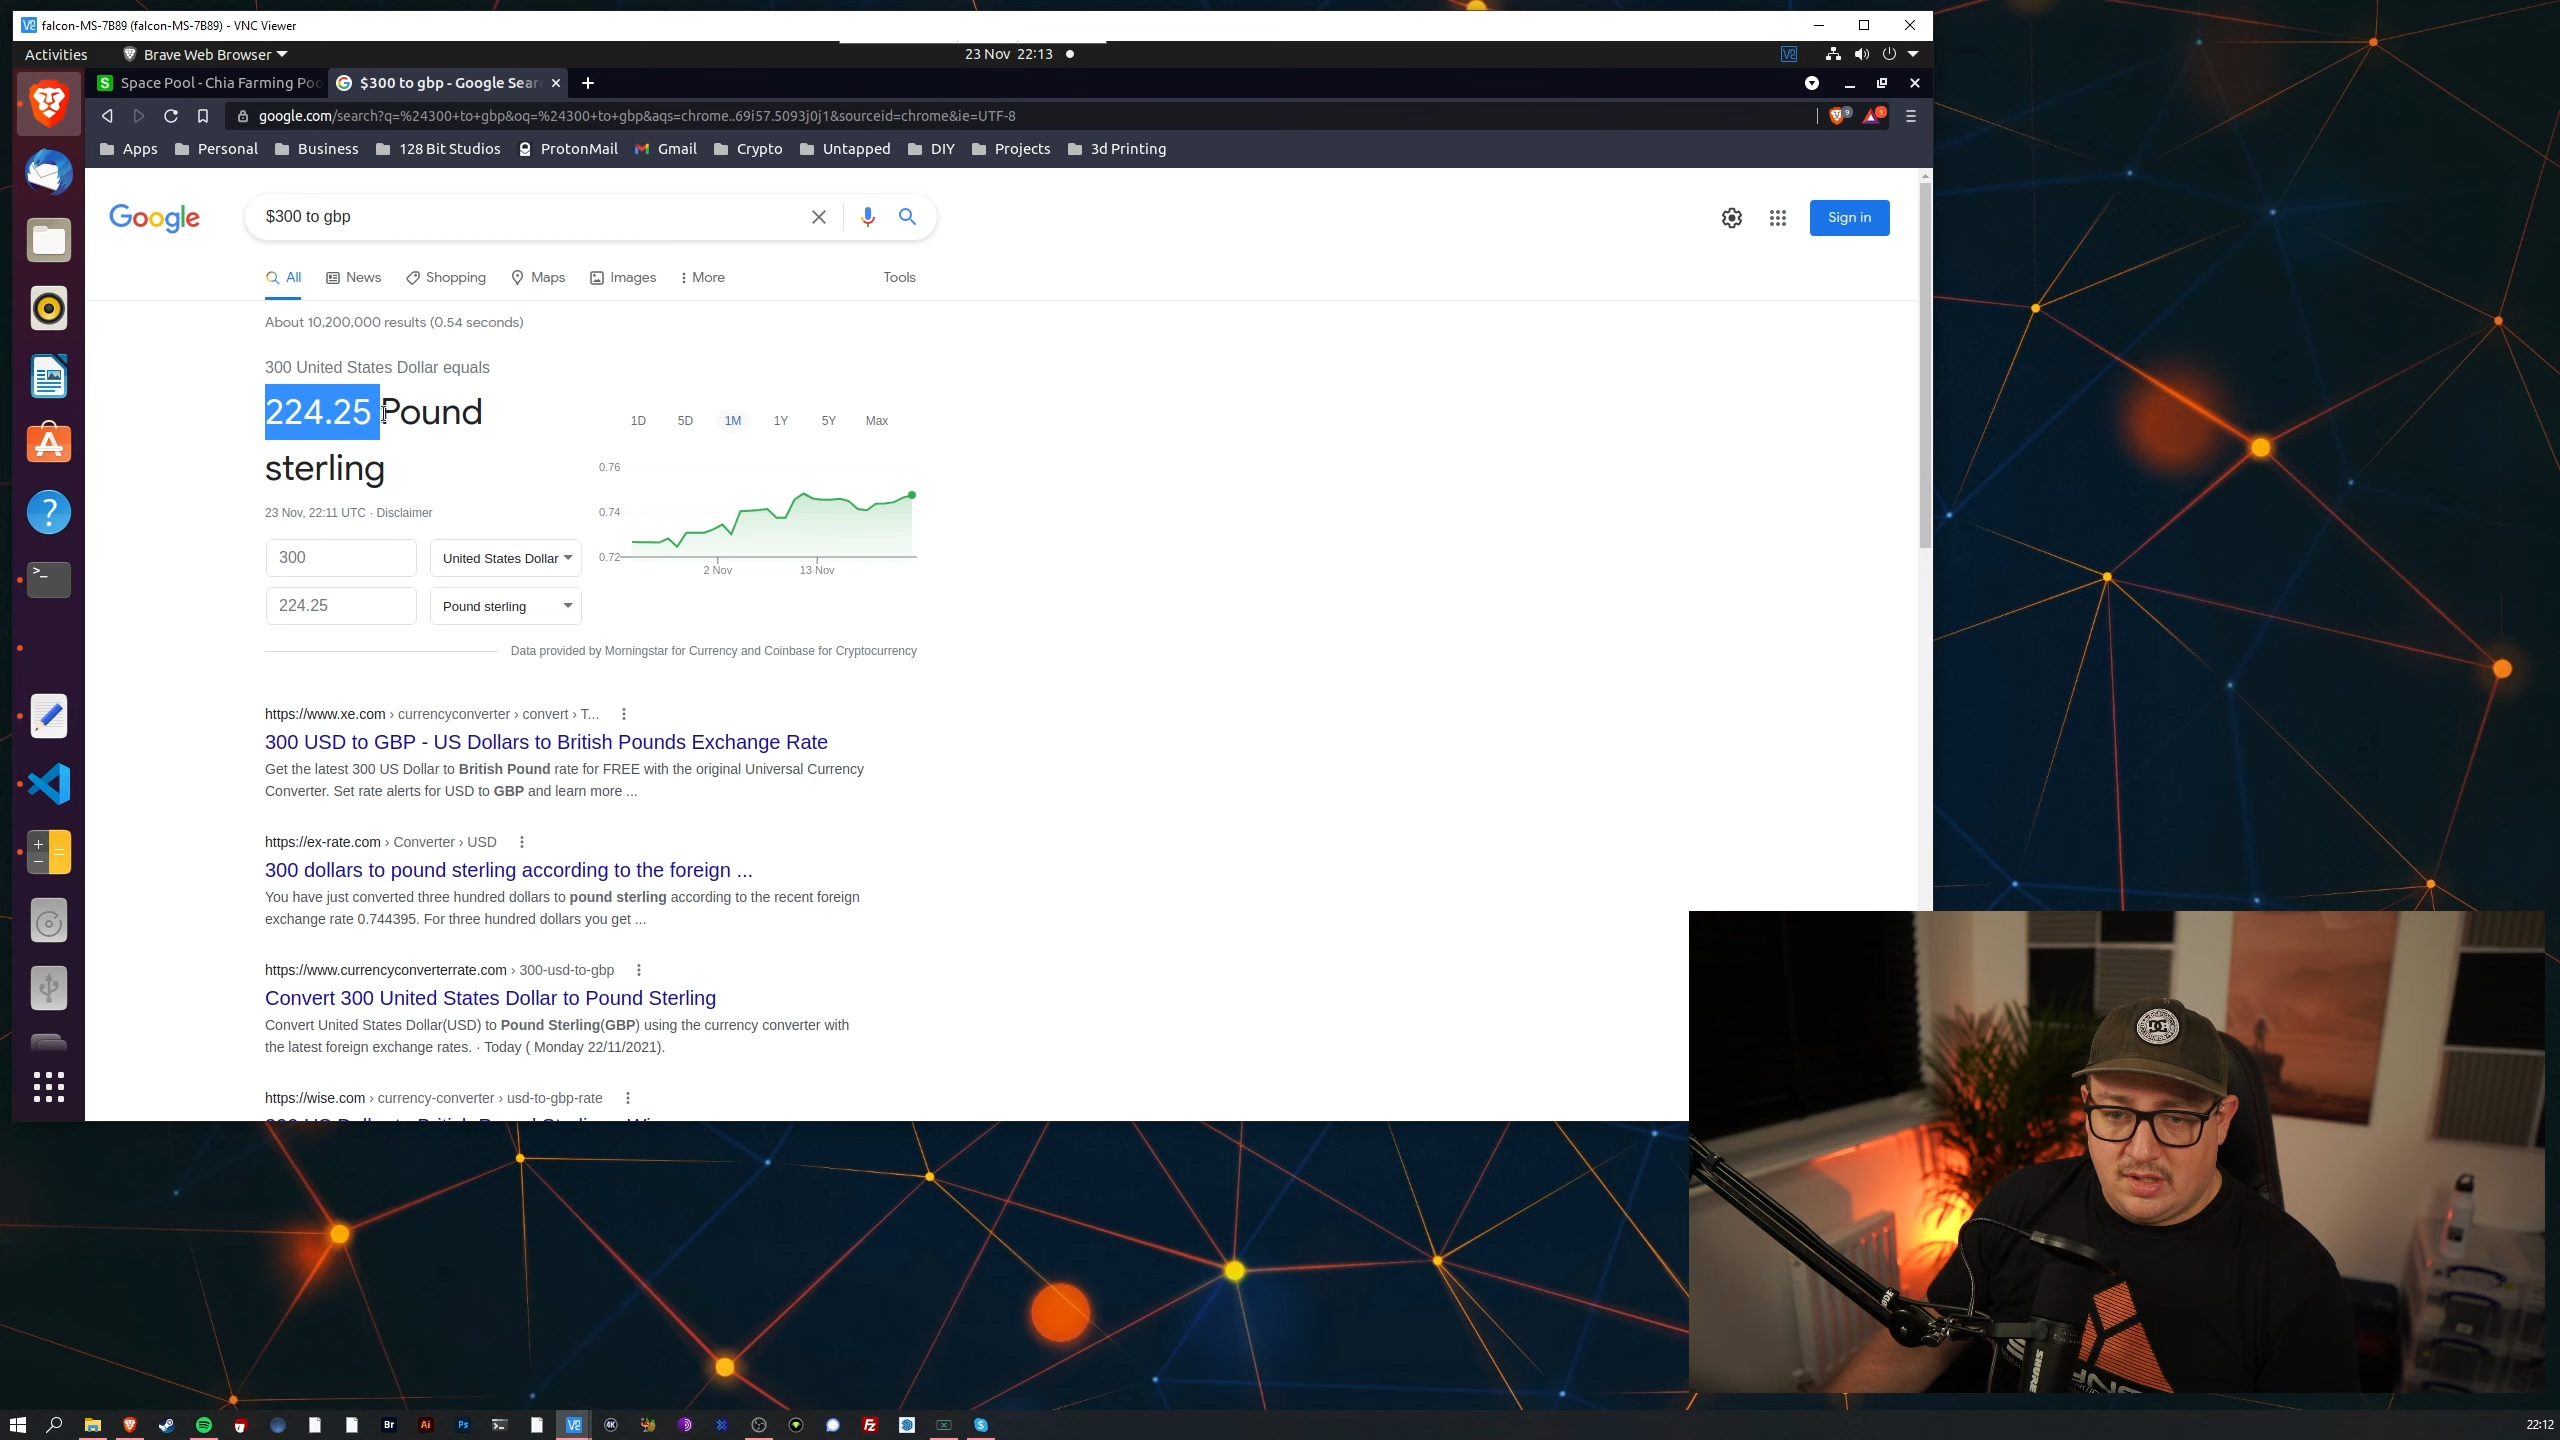 falcon-MS-7B89 (falcon-MS-7B89) - VNC Viewer
Activities
Brave Web Browser
23 Nov 22:13
Space Pool - Chia Farming Poo
$300 to gbp - Google Sear
google.com/search?q=%24300+to+gbp&oq=%24300+to+gbp&aqs=chrome..69i57.5093j0j1&sourceid=chrome&ie=UTF-8
Apps
Personal
Business
128 Bit Studios
ProtonMail
Gmail
Crypto
Untapped
DIY
Projects
3d Printing
Google
$300 to gbp
Sign in
All
News
Shopping
Maps
Images
More
Tools
About 10,200,000 results (0.54 seconds)
300 United States Dollar equals
224.25 Pound
sterling
23 Nov, 22:11 UTC · Disclaimer
300
United States Dollar
224.25
Pound sterling
1D
5D
1M
1Y
5Y
Max
0.76
0.74
0.72
2 Nov
13 Nov
Data provided by Morningstar for Currency and Coinbase for Cryptocurrency
https://www.xe.com › currencyconverter › convert › T...
300 USD to GBP - US Dollars to British Pounds Exchange Rate
Get the latest 300 US Dollar to British Pound rate for FREE with the original Universal Currency
Converter. Set rate alerts for USD to GBP and learn more ...
https://ex-rate.com › Converter › USD
300 dollars to pound sterling according to the foreign ...
You have just converted three hundred dollars to pound sterling according to the recent foreign
exchange rate 0.744395. For three hundred dollars you get ...
https://www.currencyconverterrate.com › 300-usd-to-gbp
Convert 300 United States Dollar to Pound Sterling
Convert United States Dollar(USD) to Pound Sterling(GBP) using the currency converter with
the latest foreign exchange rates. · Today ( Monday 22/11/2021).
https://wise.com › currency-converter › usd-to-gbp-rate
SHURE
Br
Ai
Ps
4K
Fz
22:12